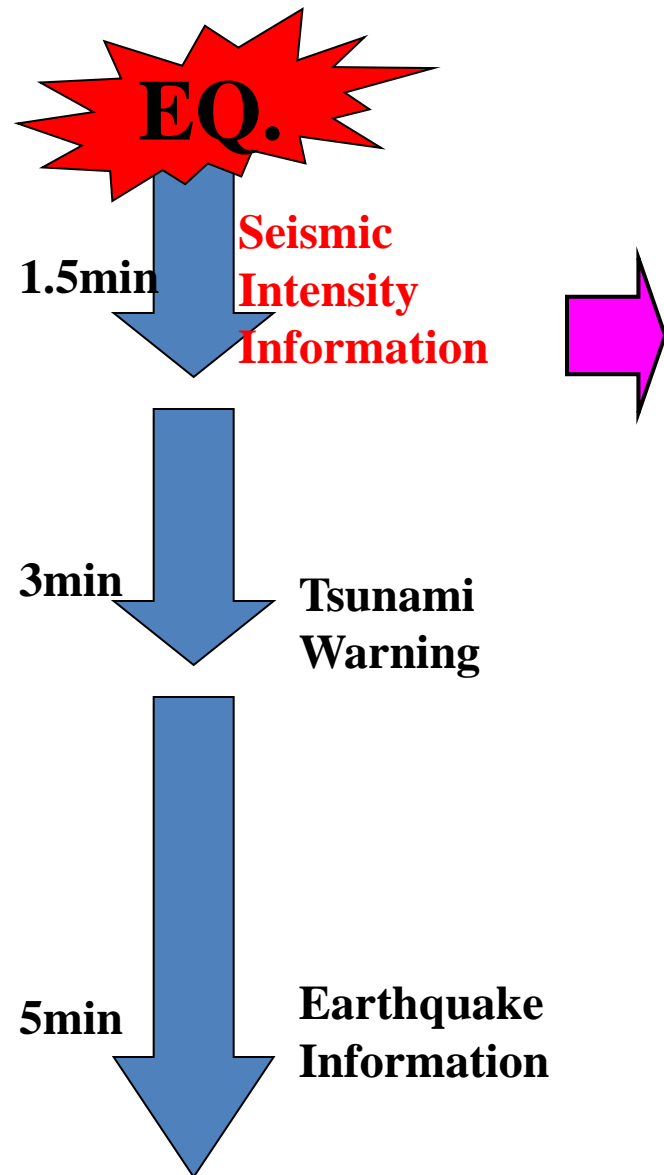 EQ.
1.5min
Seismic
Intensity
Information
3min
Tsunami
Warning
5min
Earthquake
Information